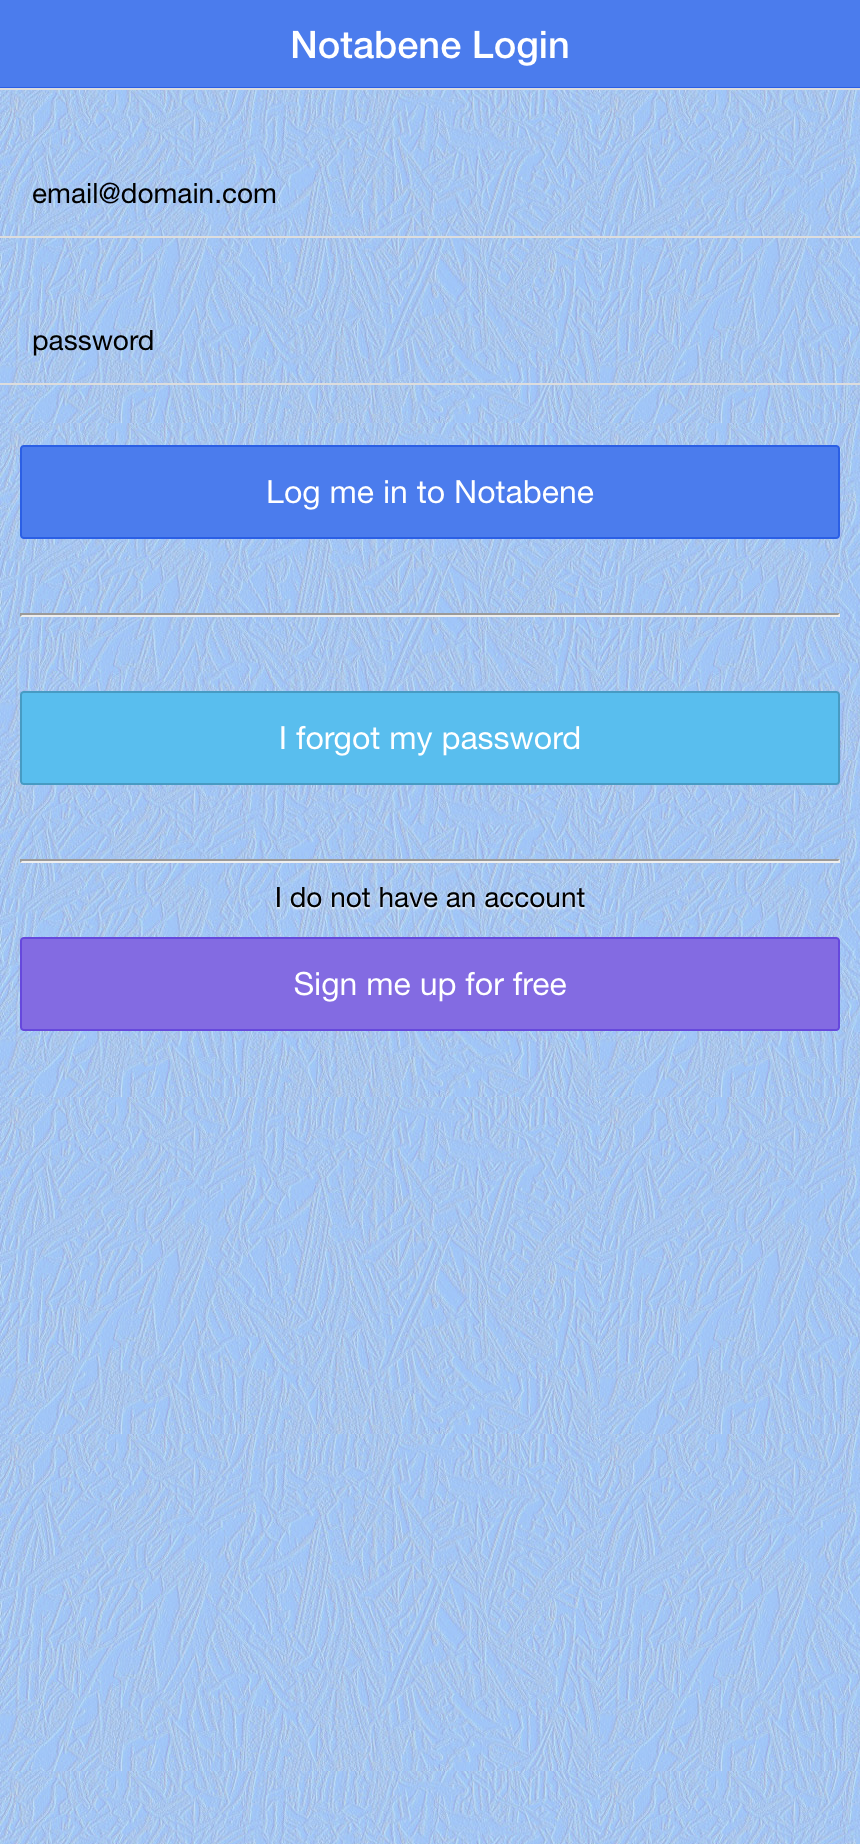 Notabene Login
email@domain.com
password
Log me in to Notabene
I forgot my password
I do not have an account
Sign me up for free